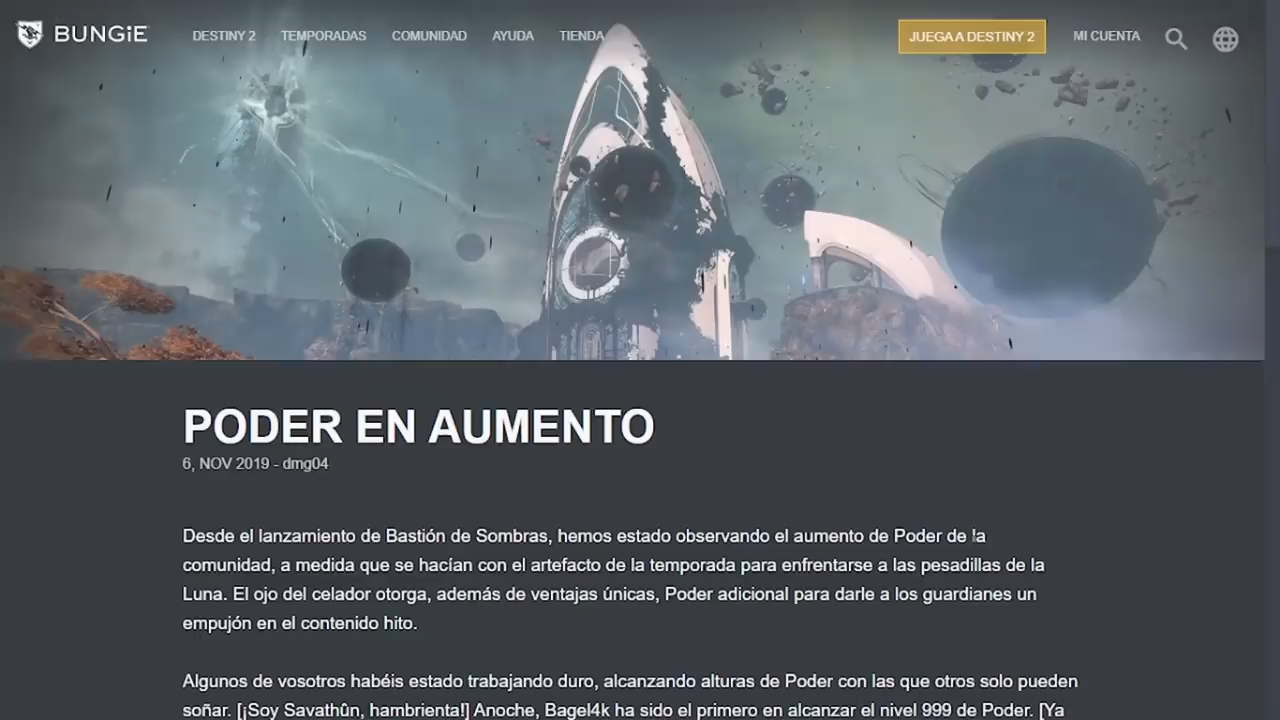 BUNGiE
DESTINY 2 TEMPORADAS COMUNIDAD AYUDA TIENDA
JUEGA A DESTINY 2 MI CUENTA
PODER EN AUMENTO
6, NOV 2019 - dmg04
Desde el lanzamiento de Bastión de Sombras, hemos estado observando el aumento de Poder de la
comunidad, a medida que se hacían con el artefacto de la temporada para enfrentarse a las pesadillas de la
Luna. El ojo del celador otorga, además de ventajas únicas, Poder adicional para darle a los guardianes un
empujón en el contenido hito.
Algunos de vosotros habéis estado trabajando duro, alcanzando alturas de Poder con las que otros solo pueden
soñar. [¡Soy Savathûn, hambrienta!] Anoche, Bagel4k ha sido el primero en alcanzar el nivel 999 de Poder. [Ya